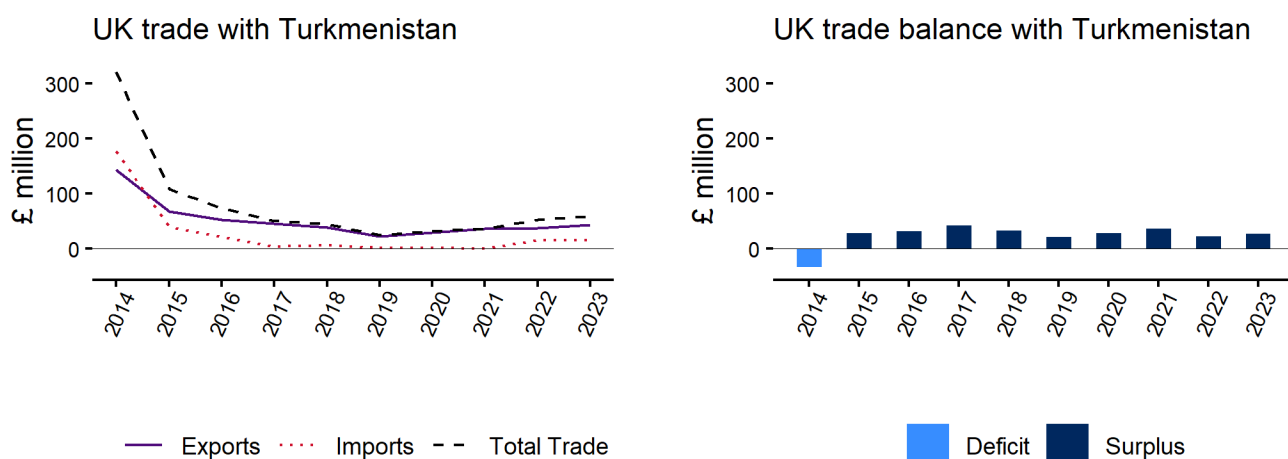 UK trade with Turkmenistan
£ million
300
200
100
0
2014 2015 2016 2017 2018 2019 2020 2021 2022 2023
Exports Imports Total Trade
UK trade balance with Turkmenistan
£ million
300
200
100
0
2014 2015 2016 2017 2018 2019 2020 2021 2022 2023
Deficit Surplus